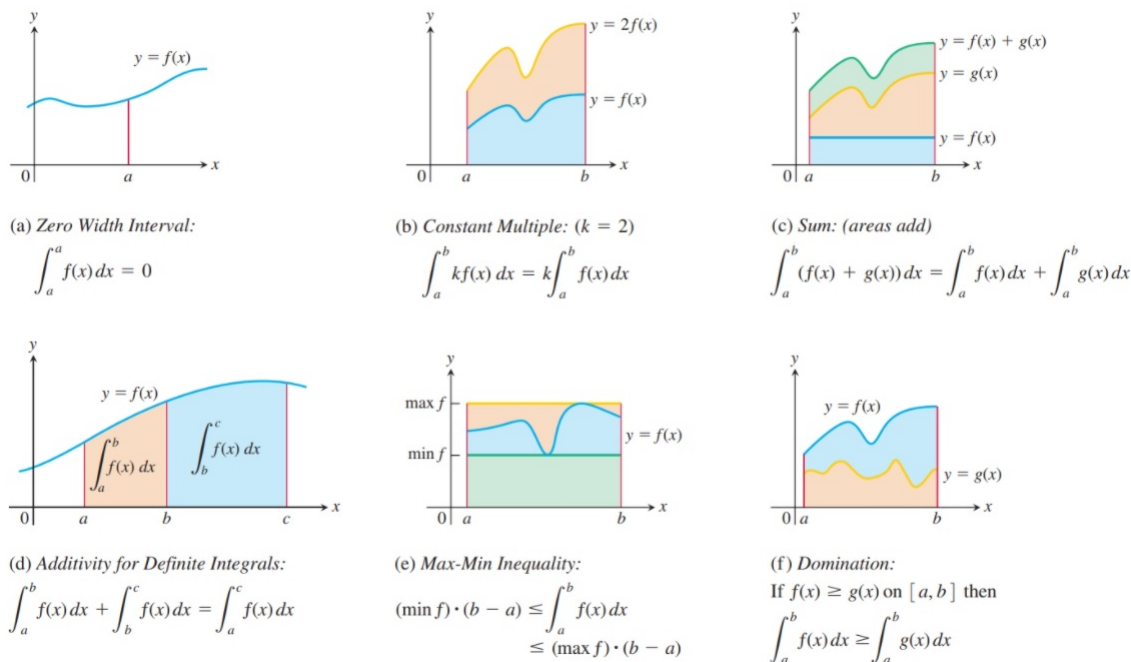 y
y = f(x)
0
a
x
(a) Zero Width Interval:
∫_a^a f(x) dx = 0
y
y = 2f(x)
y = f(x)
0
a
b
x
(b) Constant Multiple: (k = 2)
∫_a^b kf(x) dx = k∫_a^b f(x) dx
y
y = f(x) + g(x)
y = g(x)
y = f(x)
0
a
b
x
(c) Sum: (areas add)
∫_a^b (f(x) + g(x)) dx = ∫_a^b f(x) dx + ∫_a^b g(x) dx
y
y = f(x)
∫_a^b f(x) dx
∫_b^c f(x) dx
0
a
b
c
x
(d) Additivity for Definite Integrals:
∫_a^b f(x) dx + ∫_b^c f(x) dx = ∫_a^c f(x) dx
y
max f
min f
y = f(x)
0
a
b
x
(e) Max-Min Inequality:
(min f) · (b − a) ≤ ∫_a^b f(x) dx
≤ (max f) · (b − a)
y
y = f(x)
y = g(x)
0
a
b
x
(f) Domination:
If f(x) ≥ g(x) on [a, b] then
∫_a^b f(x) dx ≥ ∫_a^b g(x) dx